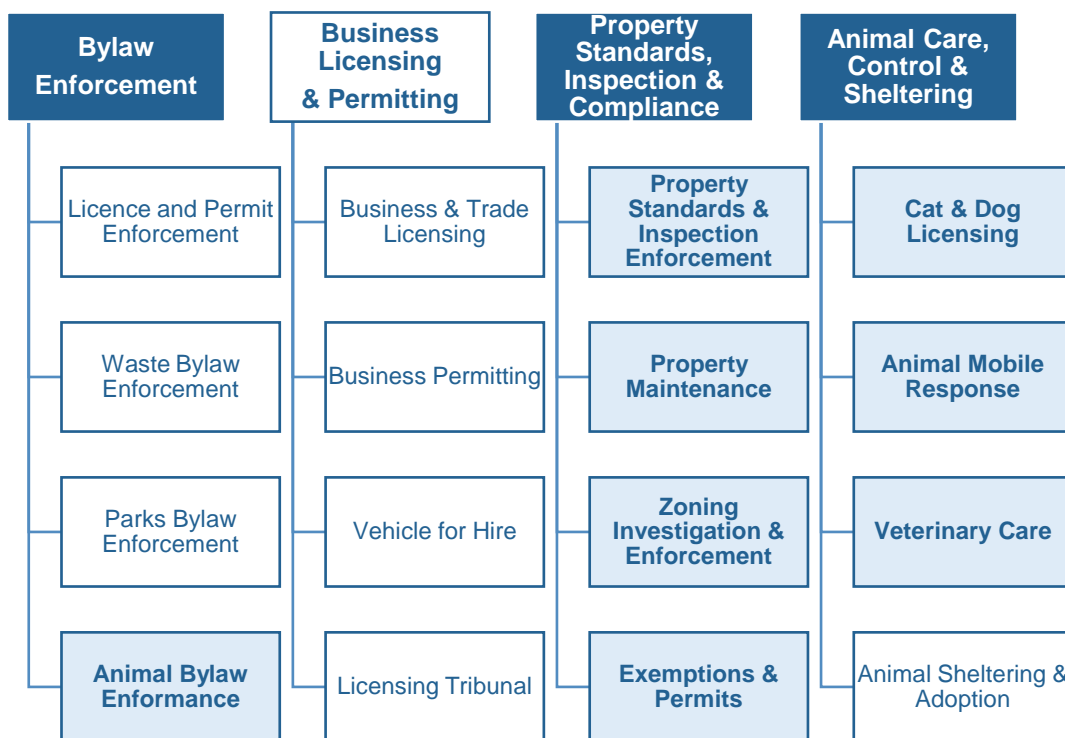 Bylaw
Enforcement
Licence and Permit
Enforcement
Waste Bylaw
Enforcement
Parks Bylaw
Enforcement
Animal Bylaw
Enformance
Business
Licensing
& Permitting
Business & Trade
Licensing
Business Permitting
Vehicle for Hire
Licensing Tribunal
Property
Standards,
Inspection &
Compliance
Property
Standards &
Inspection
Enforcement
Property
Maintenance
Zoning
Investigation &
Enforcement
Exemptions &
Permits
Animal Care,
Control &
Sheltering
Cat & Dog
Licensing
Animal Mobile
Response
Veterinary Care
Animal Sheltering &
Adoption